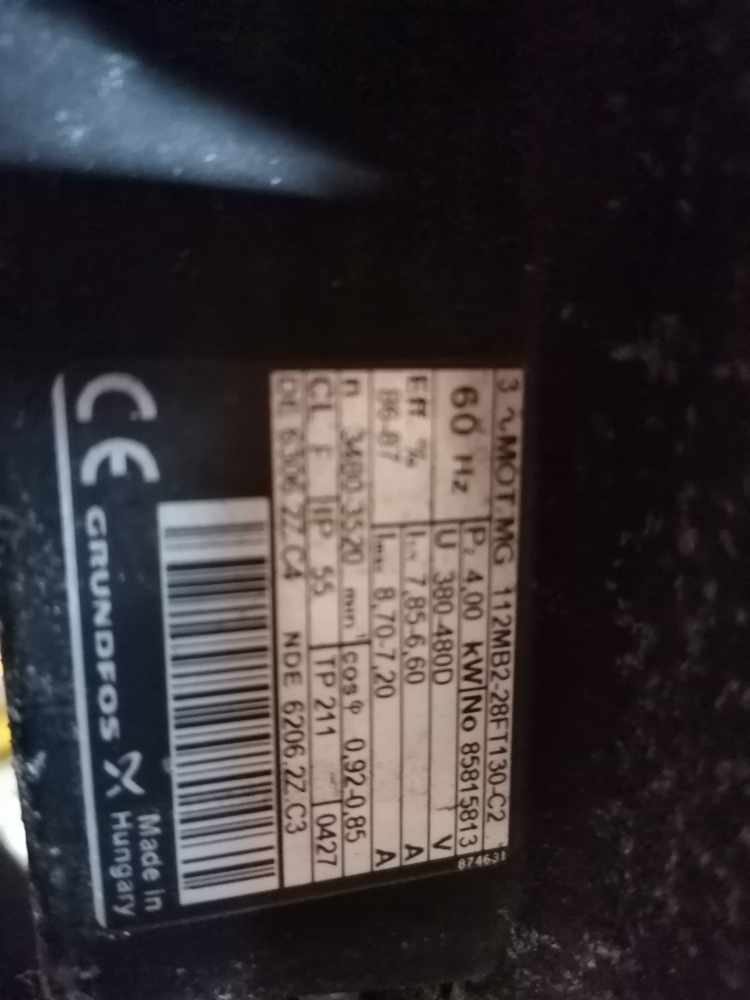 3 ~ MOT. MG 112MB2-28FT130-C2
874631
60 Hz
P₂ 4,00 kW No 85815813
U 380-480D V
Eff % 86-87
I₁/₁ 7,85-6,60 A
Imax 8,70-7,20 A
n 3480-3520 min⁻¹ cosφ 0,92-0,85
CL F IP 55 TP 211 0427
DE 6306.2Z.C4 NDE 6206.2Z.C3
CE GRUNDFOS X Made in Hungary